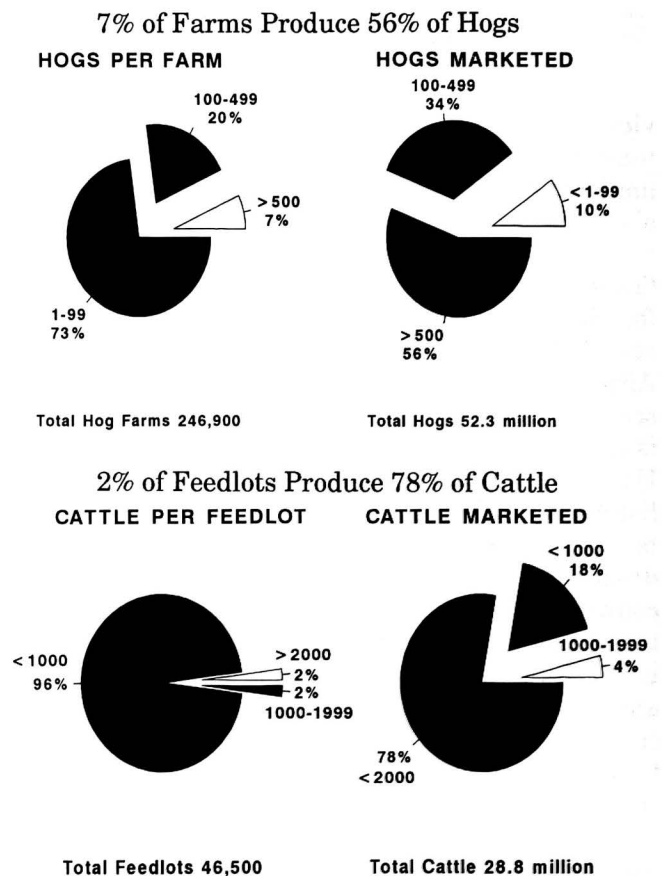 7% of Farms Produce 56% of Hogs
HOGS PER FARM
100-499
20%
>500
7%
1-99
73%
Total Hog Farms 246,900
HOGS MARKETED
100-499
34%
<1-99
10%
>500
56%
Total Hogs 52.3 million
2% of Feedlots Produce 78% of Cattle
CATTLE PER FEEDLOT
<1000
96%
>2000
2%
2%
1000-1999
Total Feedlots 46,500
CATTLE MARKETED
<1000
18%
1000-1999
4%
78%
<2000
Total Cattle 28.8 million